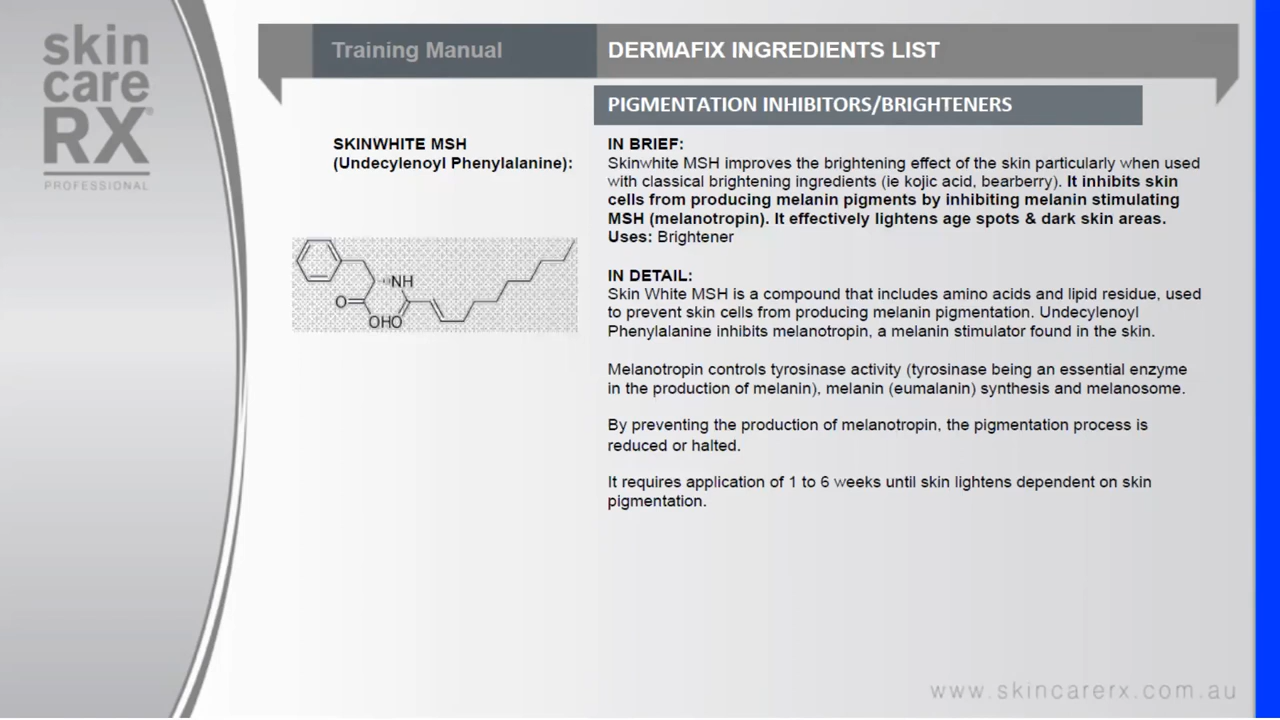 skin
care
RX®
PROFESSIONAL
Training Manual
DERMAFIX INGREDIENTS LIST
PIGMENTATION INHIBITORS/BRIGHTENERS
SKINWHITE MSH
(Undecylenoyl Phenylalanine):
NH
O
OHO
IN BRIEF:
Skinwhite MSH improves the brightening effect of the skin particularly when used
with classical brightening ingredients (ie kojic acid, bearberry). It inhibits skin
cells from producing melanin pigments by inhibiting melanin stimulating
MSH (melanotropin). It effectively lightens age spots & dark skin areas.
Uses: Brightener
IN DETAIL:
Skin White MSH is a compound that includes amino acids and lipid residue, used
to prevent skin cells from producing melanin pigmentation. Undecylenoyl
Phenylalanine inhibits melanotropin, a melanin stimulator found in the skin.
Melanotropin controls tyrosinase activity (tyrosinase being an essential enzyme
in the production of melanin), melanin (eumalanin) synthesis and melanosome.
By preventing the production of melanotropin, the pigmentation process is
reduced or halted.
It requires application of 1 to 6 weeks until skin lightens dependent on skin
pigmentation.
www.skincarerx.com.au